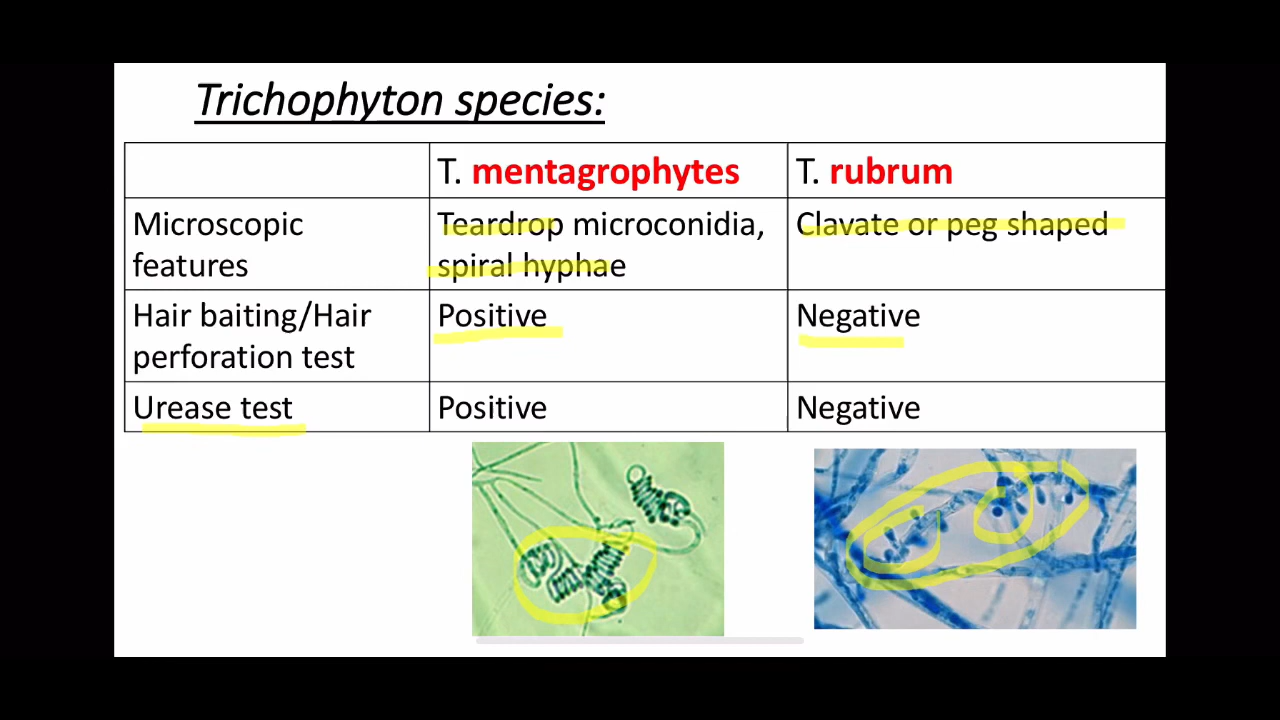 Trichophyton species:
T. mentagrophytes
T. rubrum
Microscopic
features
Teardrop microconidia,
spiral hyphae
Clavate or peg shaped
Hair baiting/Hair
perforation test
Positive
Negative
Urease test
Positive
Negative